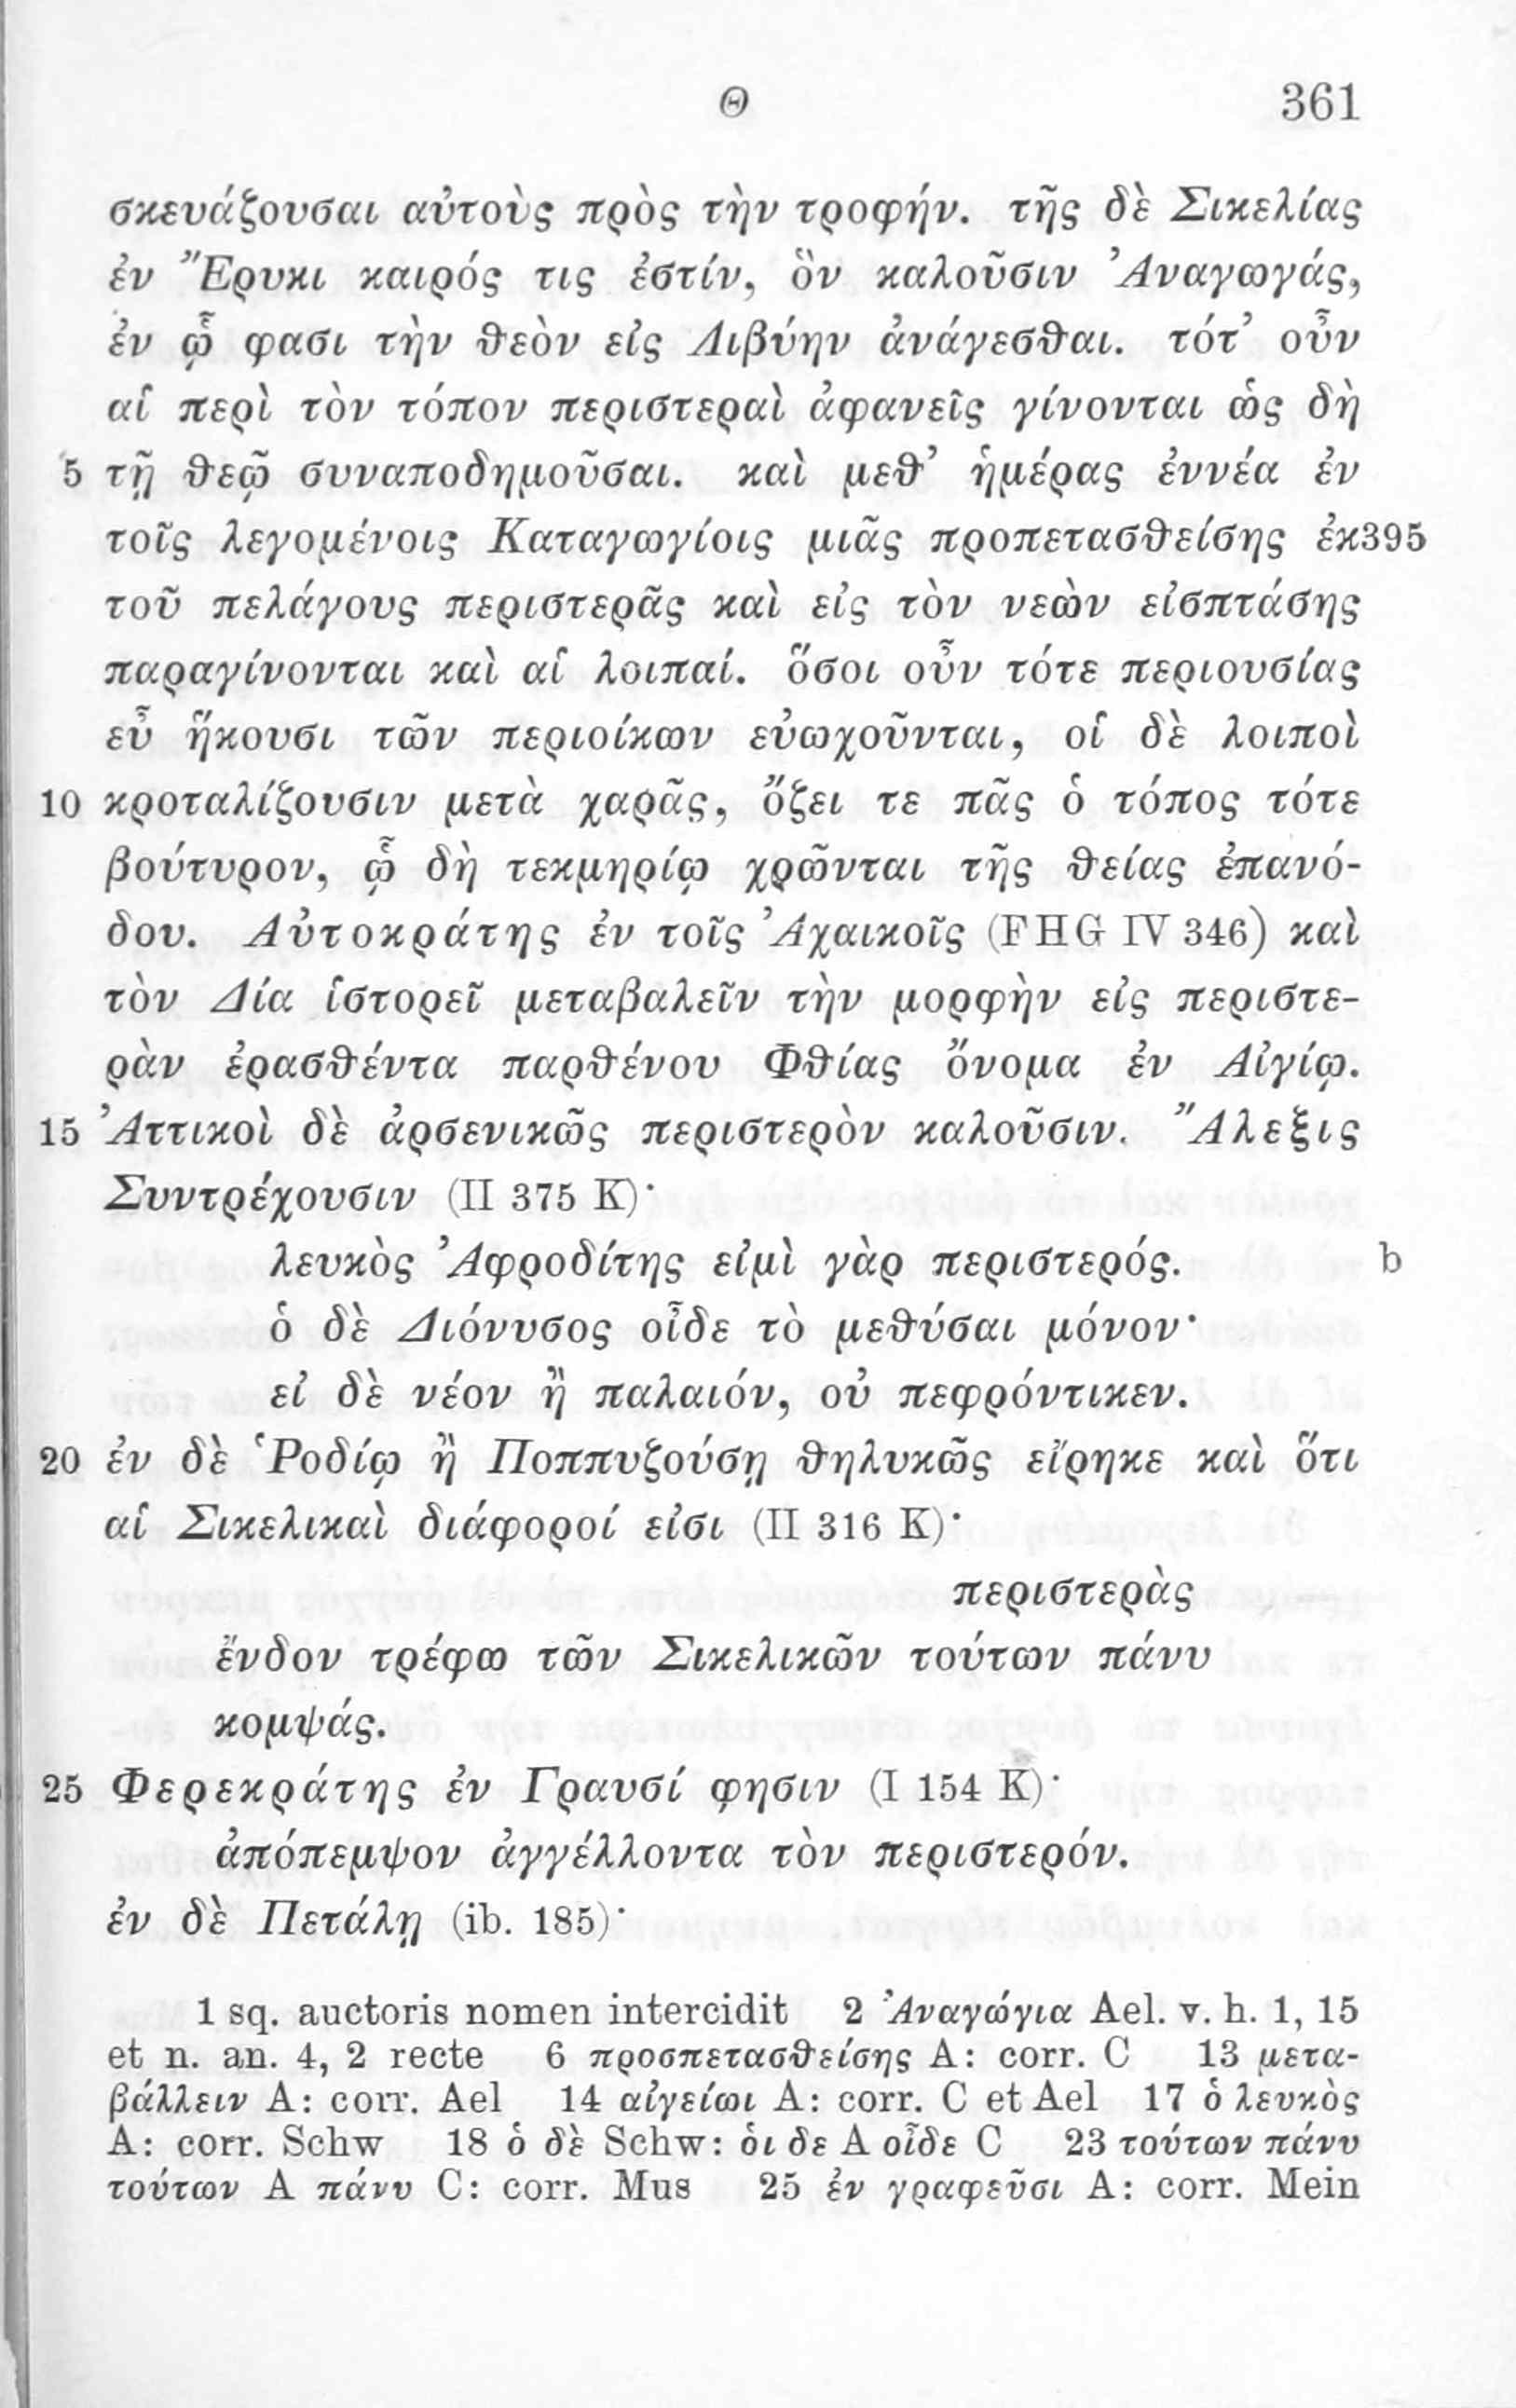 Θ 361
σκευάζουσαι αὐτοὺς πρὸς τὴν τροφήν. τῆς δὲ Σικελίας
ἐν Ἔρυκι καιρός τις ἐστίν, ὃν καλοῦσιν Ἀναγωγάς,
ἐν ᾧ φασι τὴν θεὸν εἰς Λιβύην ἀνάγεσθαι. τότ' οὖν
αἱ περὶ τὸν τόπον περιστεραὶ ἀφανεῖς γίνονται ὡς δὴ
5 τῇ θεῷ συναποδημοῦσαι. καὶ μεθ' ἡμέρας ἐννέα ἐν
τοῖς λεγομένοις Καταγωγίοις μιᾶς προπετασθείσης ἐκ 395
τοῦ πελάγους περιστερᾶς καὶ εἰς τὸν νεὼν εἰσπτάσης
παραγίνονται καὶ αἱ λοιπαί. ὅσοι οὖν τότε περιουσίας
εὖ ἥκουσι τῶν περιοίκων εὐωχοῦνται, οἱ δὲ λοιποὶ
10 κροταλίζουσιν μετὰ χαρᾶς, ὄζει τε πᾶς ὁ τόπος τότε
βούτυρον, ᾧ δὴ τεκμηρίῳ χρῶνται τῆς θείας ἐπανό-
δου. Αὐτοκράτης ἐν τοῖς Ἀχαικοῖς (FHG IV 346) καὶ
τὸν Δία ἱστορεῖ μεταβαλεῖν τὴν μορφὴν εἰς περιστε-
ρὰν ἐρασθέντα παρθένου Φθίας ὄνομα ἐν Αἰγίῳ.
15 Ἀττικοὶ δὲ ἀρσενικῶς περιστερὸν καλοῦσιν. Ἄλεξις
Συντρέχουσιν (II 375 K)·
λευκὸς Ἀφροδίτης εἰμὶ γὰρ περιστερός. b
ὁ δὲ Διόνυσος οἶδε τὸ μεθύσαι μόνον·
εἰ δὲ νέον ἢ παλαιόν, οὐ πεφρόντικεν.
20 ἐν δὲ Ῥοδίῳ ἢ Ποππυζούσῃ θηλυκῶς εἴρηκε καὶ ὅτι
αἱ Σικελικαὶ διάφοροί εἰσι (II 316 K)·
περιστερὰς
ἔνδον τρέφω τῶν Σικελικῶν τούτων πάνυ
κομψάς.
25 Φερεκράτης ἐν Γραυσί φησιν (I 154 K)·
ἀπόπεμψον ἀγγέλλοντα τὸν περιστερόν.
ἐν δὲ Πετάλῃ (ib. 185)·
1 sq. auctoris nomen intercidit 2 Ἀναγώγια Ael. v. h. 1, 15
et n. an. 4, 2 recte 6 προσπετασθείσης A: corr. C 13 μετα-
βάλλειν A: corr. Ael 14 αἰγείωι A: corr. C et Ael 17 ὁ λευκὸς
A: corr. Schw 18 ὁ δὲ Schw: ὁι δε A οἶδε C 23 τούτων πάνυ
τούτων A πάνυ C: corr. Mus 25 ἐν γραφεῦσι A: corr. Mein